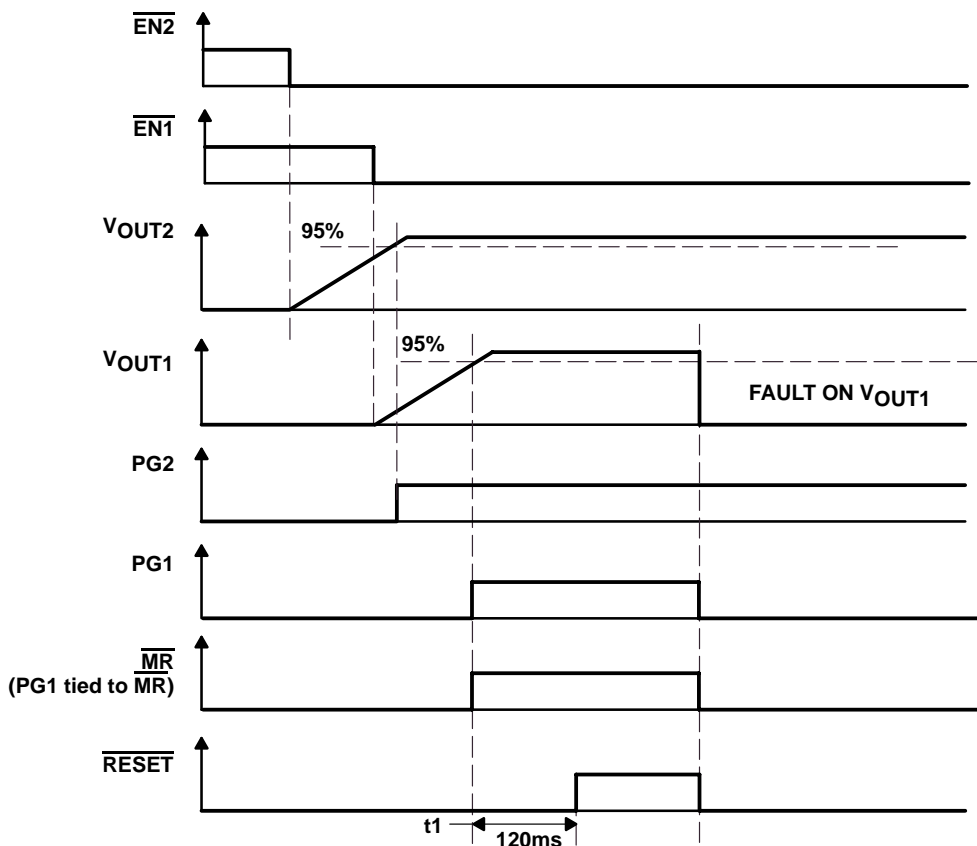 EN2
EN1
VOUT2
95%
VOUT1
95%
FAULT ON VOUT1
PG2
PG1
MR
(PG1 tied to MR)
RESET
t1
120ms